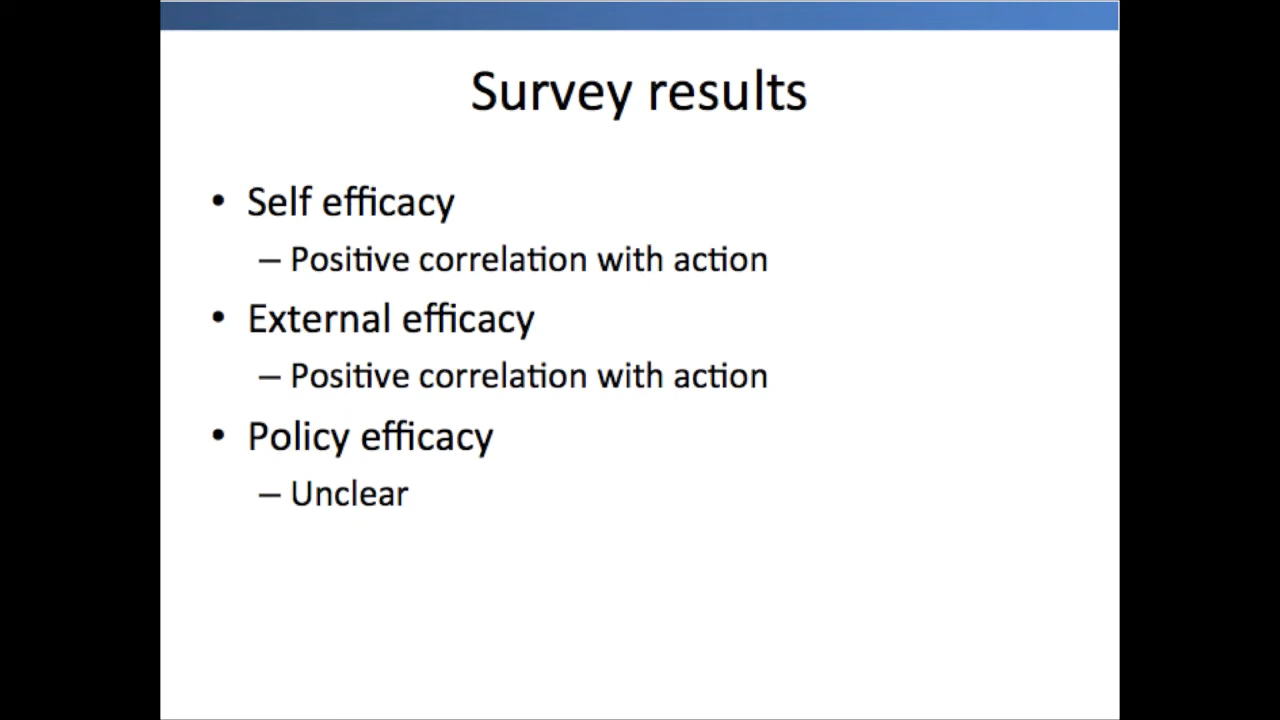 Survey results
• Self efficacy
– Positive correlation with action
• External efficacy
– Positive correlation with action
• Policy efficacy
– Unclear